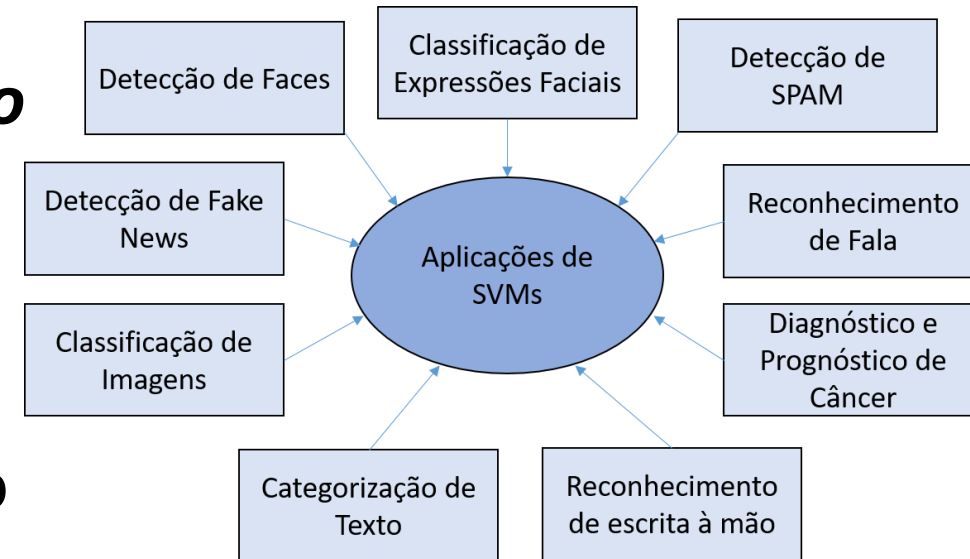 Classificação de
Expressões Faciais
Detecção de Faces
Detecção de
SPAM
o
Detecção de Fake
News
Reconhecimento
de Fala
Aplicações de
SVMs
Classificação de
Imagens
Diagnóstico e
Prognóstico de
Câncer
Categorização de
Texto
Reconhecimento
de escrita à mão